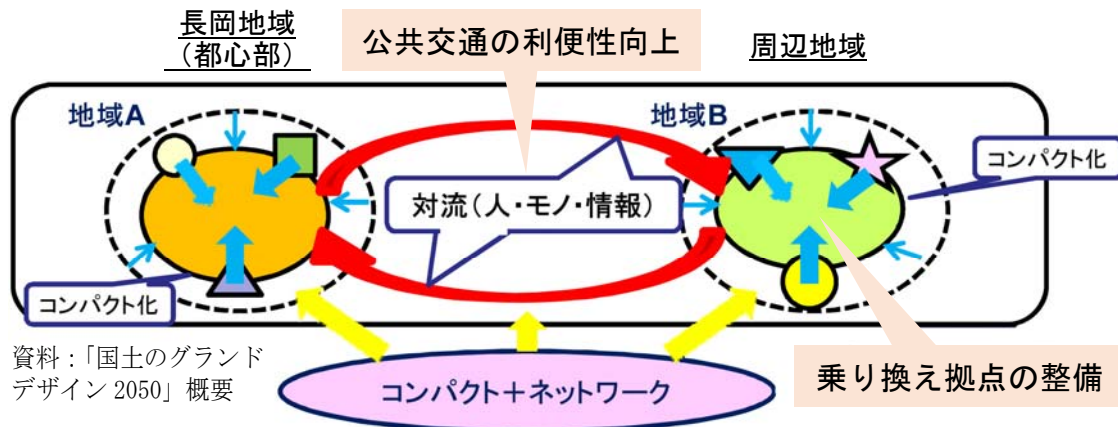 長岡地域
（都心部）
公共交通の利便性向上
周辺地域
地域A
地域B
コンパクト化
対流（人・モノ・情報）
コンパクト化
資料：「国土のグランド
デザイン 2050」概要
コンパクト＋ネットワーク
乗り換え拠点の整備